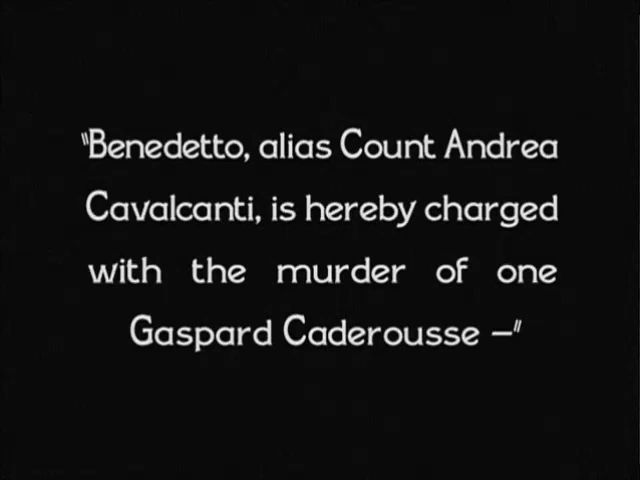 "Benedetto, alias Count Andrea
Cavalcanti, is hereby charged
with the murder of one
Gaspard Caderousse —"